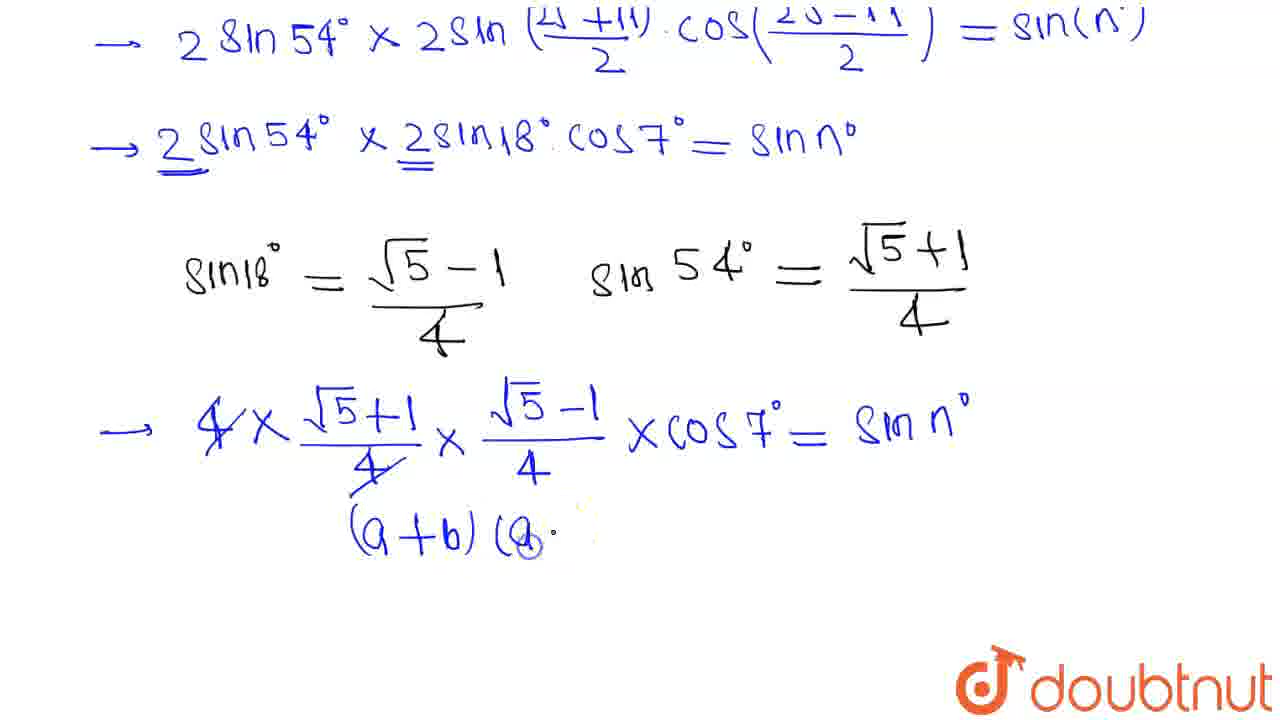 → 2 sin 54° × 2 sin (25+11)/2 . cos(25-11/2) = sin(n°)
→ 2 sin 54° × 2 sin 18° . cos 7° = sin n°
sin 18° = √5 - 1 / 4 sin 54° = √5 + 1 / 4
→ 4 × √5 + 1 / 4 × √5 - 1 / 4 × cos 7° = sin n°
(a + b) (a
doubtnut